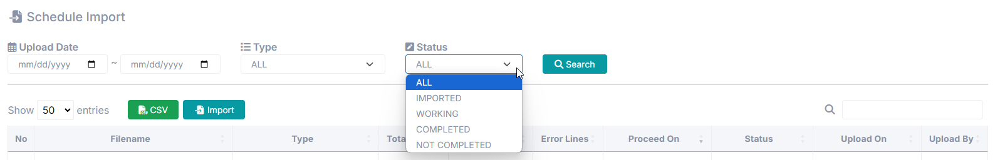 Schedule Import
Upload Date Type Status
mm/dd/yyyy ~ mm/dd/yyyy ALL ALL Search
ALL
IMPORTED
WORKING
COMPLETED
NOT COMPLETED
Show 50 entries CSV Import
No Filename Type Tota Error Lines Proceed On Status Upload On Upload By